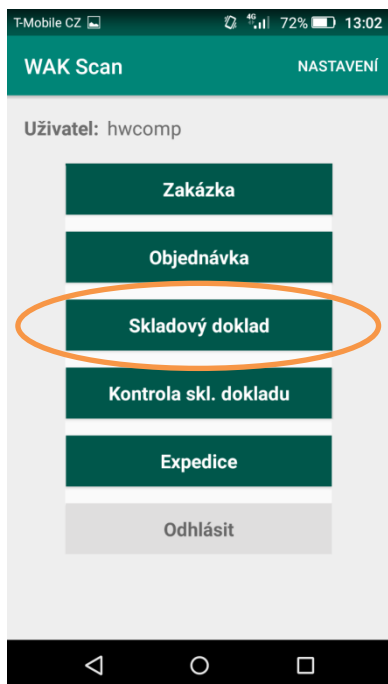 T-Mobile CZ 4G 72% 13:02
WAK Scan NASTAVENÍ
Uživatel: hwcomp
Zakázka
Objednávka
Skladový doklad
Kontrola skl. dokladu
Expedice
Odhlásit